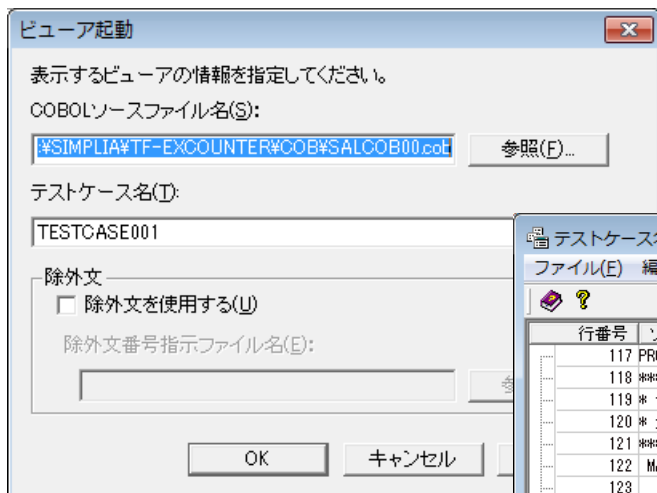 ビューア起動
表示するビューアの情報を指定してください。
COBOLソースファイル名(S):
:¥SIMPLIA¥TF-EXCOUNTER¥COB¥SALCOB00.cob
参照(F)...
テストケース名(T):
TESTCASE001
除外文
除外文を使用する(U)
除外文番号指示ファイル名(E):
OK
キャンセル
テストケース
ファイル(F)
行番号
117
118 ***
119 *
120 *
121 ***
122
123